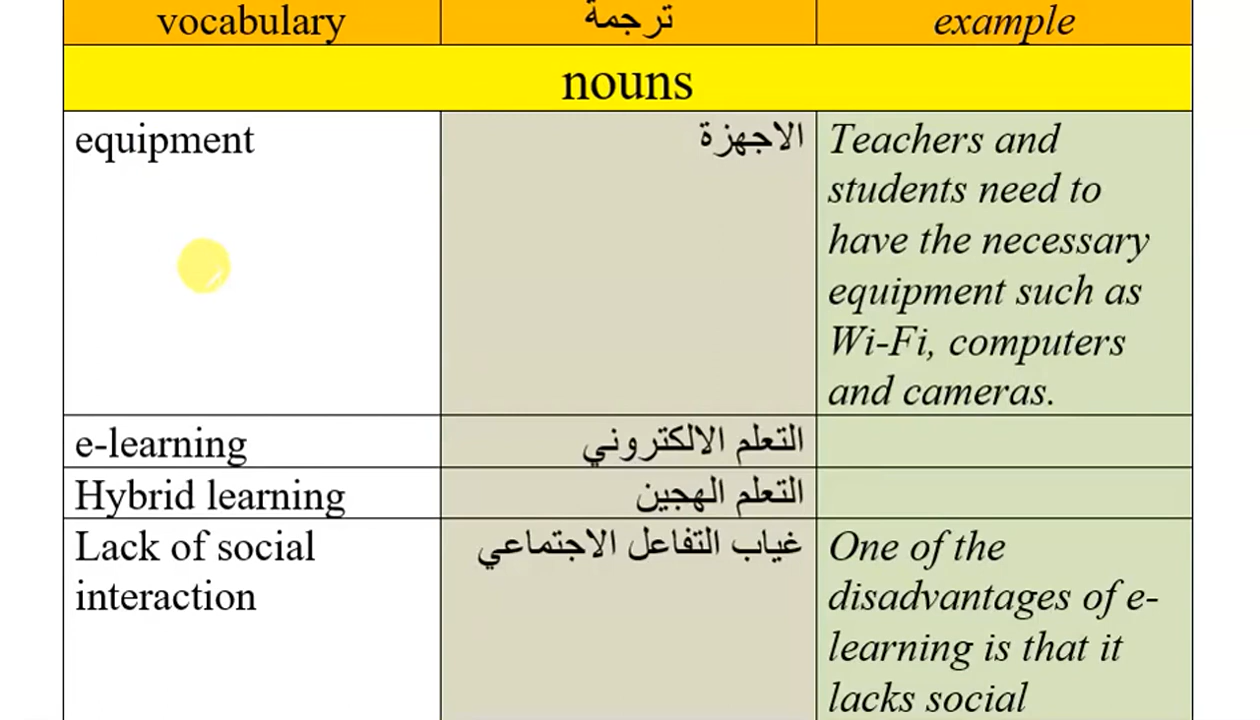 vocabulary
ترجمة
example
nouns
equipment
الاجهزة
Teachers and
students need to
have the necessary
equipment such as
Wi-Fi, computers
and cameras.
e-learning
التعلم الالكتروني
Hybrid learning
التعلم الهجين
Lack of social
interaction
غياب التفاعل الاجتماعي
One of the
disadvantages of e-
learning is that it
lacks social